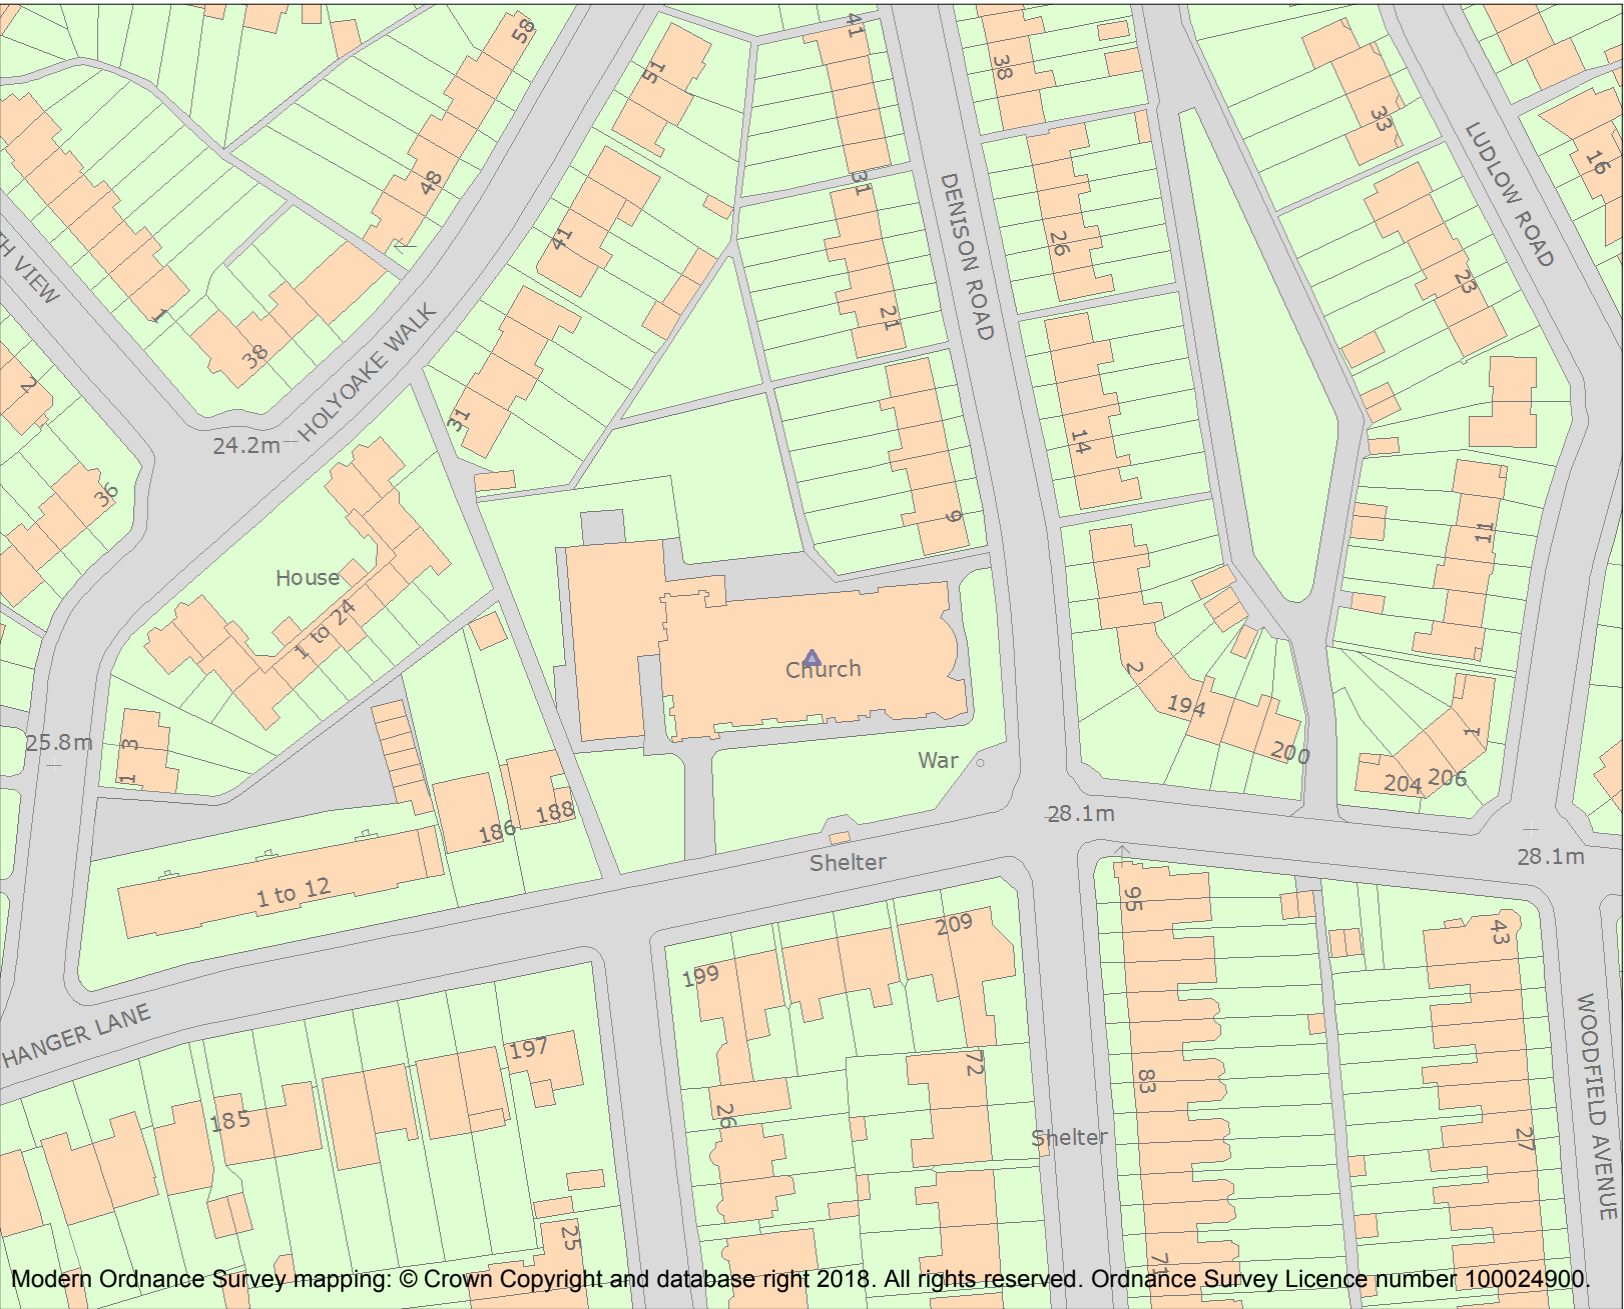 58
51
41
38
33
LUDLOW ROAD
16
48
31
DENISON ROAD
41
26
TH VIEW
1
HOLYOAKE WALK
23
21
38
2
31
24.2m
14
36
9
11
House
1 to 24
Church
2
194
25.8m
3
1
War
200
1
204
206
186
188
28.1m
Shelter
28.1m
1 to 12
95
209
43
199
HANGER LANE
WOODFIELD AVENUE
197
72
83
185
26
Shelter
27
25
71
Modern Ordnance Survey mapping: © Crown Copyright and database right 2018. All rights reserved. Ordnance Survey Licence number 100024900.